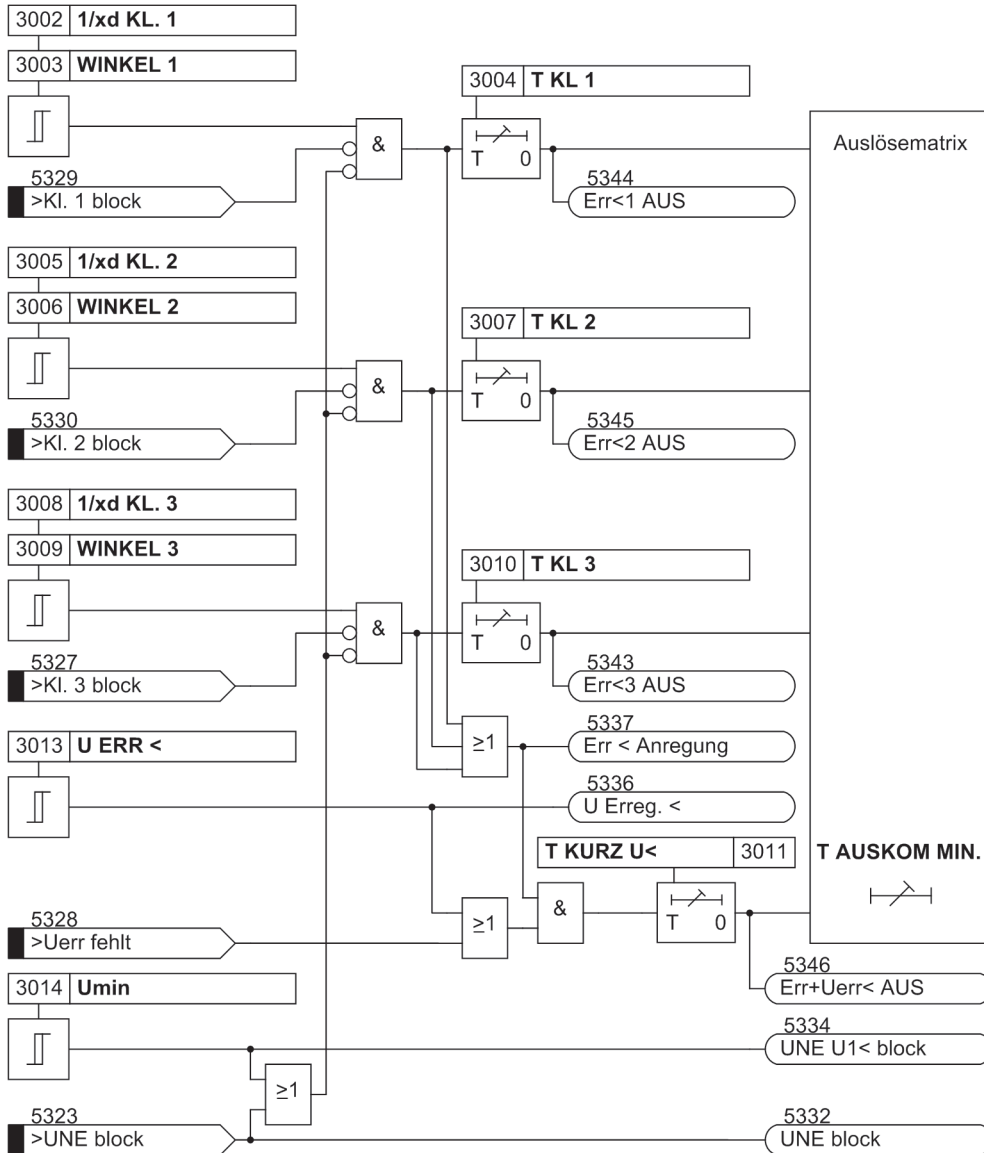 3002 1/xd KL. 1
3003 WINKEL 1
3004 T KL 1
&
T 0
Auslösematrix
5329
>Kl. 1 block
5344
Err<1 AUS
3005 1/xd KL. 2
3006 WINKEL 2
3007 T KL 2
&
T 0
5330
>Kl. 2 block
5345
Err<2 AUS
3008 1/xd KL. 3
3009 WINKEL 3
3010 T KL 3
&
T 0
5327
>Kl. 3 block
5343
Err<3 AUS
3013 U ERR <
≥1
5337
Err < Anregung
5336
U Erreg. <
T KURZ U< 3011
T AUSKOM MIN.
5328
>Uerr fehlt
≥1
&
T 0
3014 Umin
5346
Err+Uerr< AUS
5334
UNE U1< block
≥1
5323
>UNE block
5332
UNE block